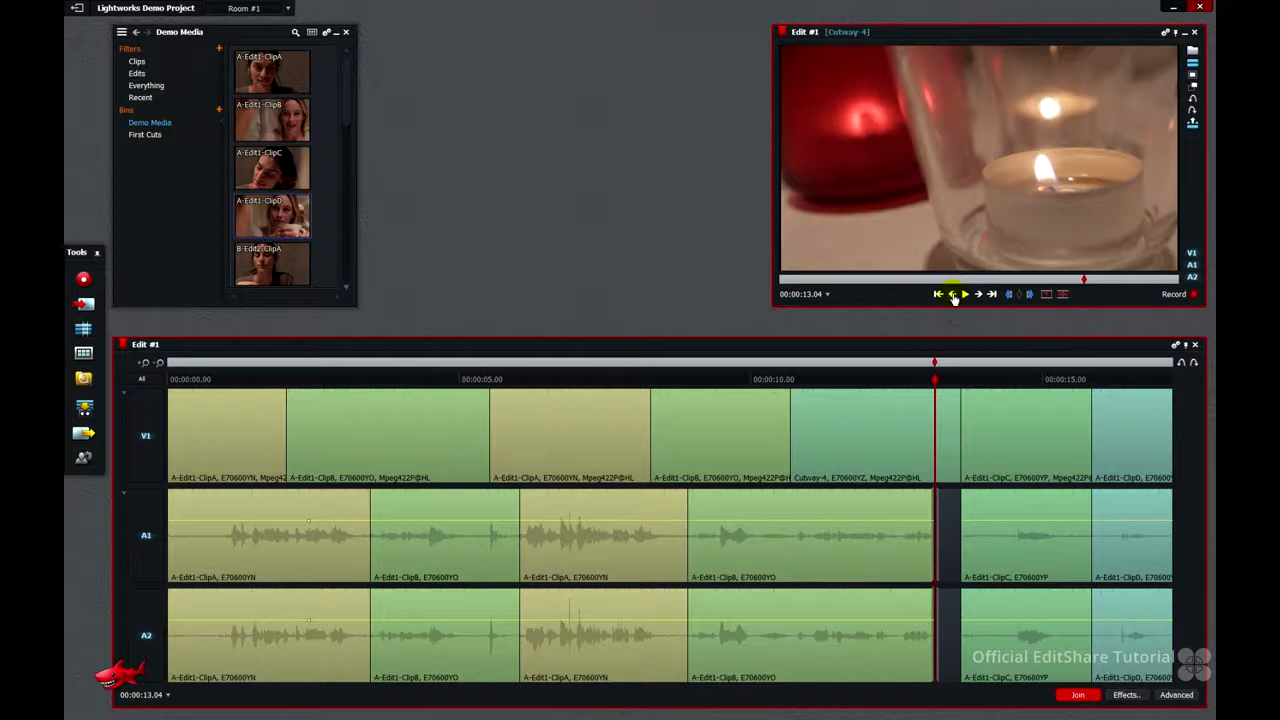 Lightworks Demo Project
Room #1
Demo Media
Filters
Clips
Edits
Everything
Recent
Bins
Demo Media
First Cuts
A-Edit1-ClipA
A-Edit1-ClipB
A-Edit1-ClipC
A-Edit1-ClipD
B-Edit2-ClipA
Edit #1 [Cutway-4]
V1
A1
A2
00:00:13.04
Record
Tools
Edit #1
All
00:00:00.00
00:00:05.00
00:00:10.00
00:00:15.00
V1
A-Edit1-ClipA, E70600YN, Mpeg42
A-Edit1-ClipB, E70600YO, Mpeg422P@HL
A-Edit1-ClipA, E70600YN, Mpeg422P@HL
A-Edit1-ClipB, E70600YO, Mpeg422P@HL
Cutway-4, E70600YZ, Mpeg422P@HL
A-Edit1-ClipC, E70600YP, Mpeg422
A-Edit1-ClipD, E
A1
A-Edit1-ClipA, E70600YN
A-Edit1-ClipB, E70600YO
A-Edit1-ClipA, E70600YN
A-Edit1-ClipB, E70600YO
A-Edit1-ClipC, E70600YP
A-Edit1-ClipD, E
A2
A-Edit1-ClipA, E70600YN
A-Edit1-ClipB, E70600YO
A-Edit1-ClipA, E70600YN
A-Edit1-ClipB, E70600YO
A-Edit1-ClipC, E70600YP
A-Edit1-ClipD, E
Official EditShare Tutorial
00:00:13.04
Join
Effects..
Advanced